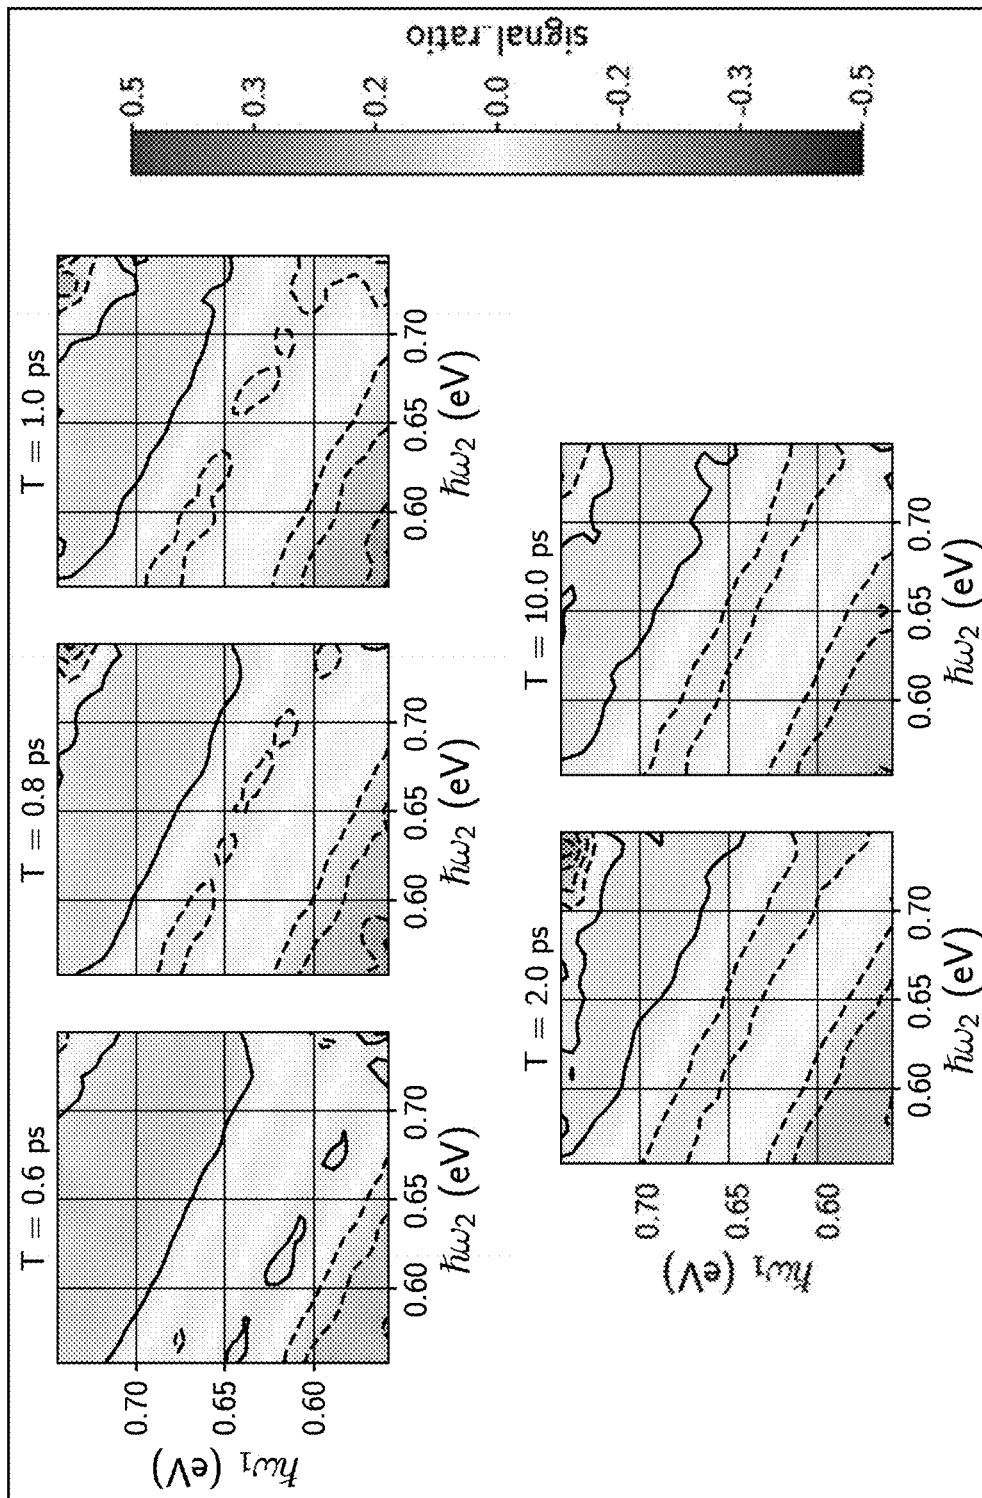 T = 0.6 ps
T = 0.8 ps
T = 1.0 ps
ħω₁ (eV)
0.70
0.65
0.60
0.60 0.65 0.70
ħω₂ (eV)
0.60 0.65 0.70
ħω₂ (eV)
0.60 0.65 0.70
ħω₂ (eV)
T = 2.0 ps
T = 10.0 ps
ħω₁ (eV)
0.70
0.65
0.60
0.60 0.65 0.70
ħω₂ (eV)
0.60 0.65 0.70
ħω₂ (eV)
0.5
0.3
0.2
0.0
-0.2
-0.3
-0.5
signal_ratio